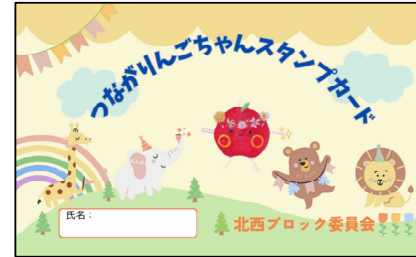 つながりんごちゃんスタンプカード
氏名：
北西ブロック委員会